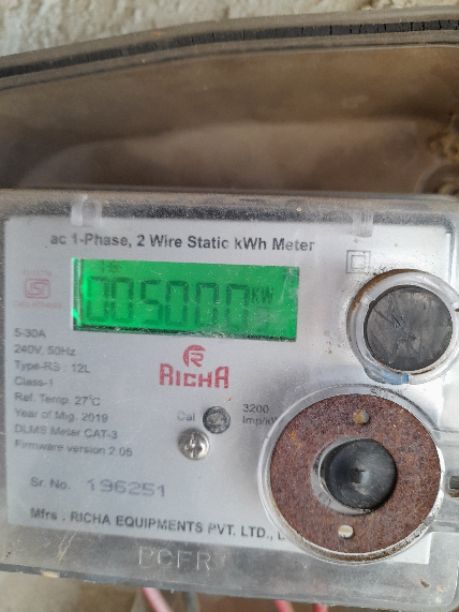 ac 1-Phase, 2 Wire Static kWh Meter
005000 kW
5-30A
240V, 50Hz
Type-RS : 12L
Class-1
Ref. Temp. 27°C
Year of Mfg. 2019
DLMS Meter CAT-3
Firmware version 2.05
RICHA
Cal
3200
Imp/k
Sr. No. 196251
Mfrs : RICHA EQUIPMENTS PVT. LTD.,